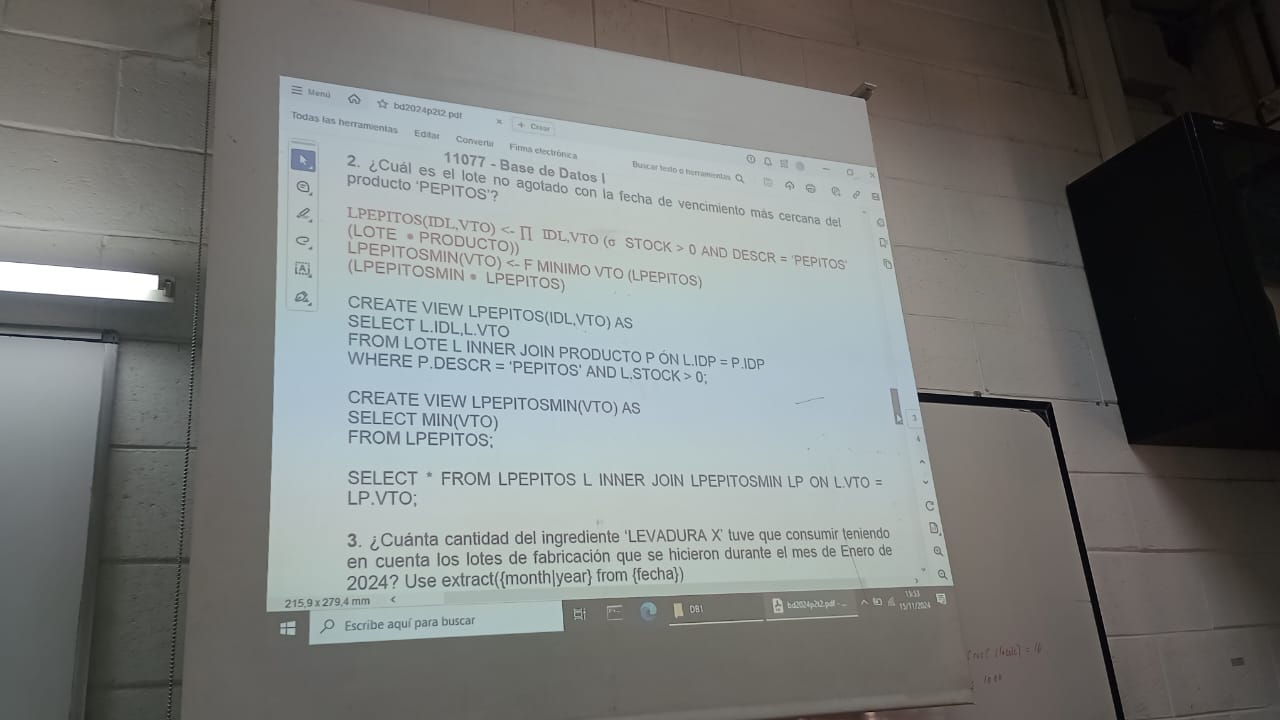 Menú
bd2024p2t2.pdf
+ Crear
Todas las herramientas Editar Convertir Firma electrónica Buscar texto o herramientas
11077 - Base de Datos I
2. ¿Cuál es el lote no agotado con la fecha de vencimiento más cercana del
producto 'PEPITOS'?
LPEPITOS(IDL,VTO) <- ∏ IDL,VTO (σ STOCK > 0 AND DESCR = 'PEPITOS'
(LOTE * PRODUCTO))
LPEPITOSMIN(VTO) <- F MINIMO VTO (LPEPITOS)
(LPEPITOSMIN * LPEPITOS)
CREATE VIEW LPEPITOS(IDL,VTO) AS
SELECT L.IDL,L.VTO
FROM LOTE L INNER JOIN PRODUCTO P ON L.IDP = P.IDP
WHERE P.DESCR = 'PEPITOS' AND L.STOCK > 0;
CREATE VIEW LPEPITOSMIN(VTO) AS
SELECT MIN(VTO)
FROM LPEPITOS;
SELECT * FROM LPEPITOS L INNER JOIN LPEPITOSMIN LP ON L.VTO =
LP.VTO;
3. ¿Cuánta cantidad del ingrediente 'LEVADURA X' tuve que consumir teniendo
en cuenta los lotes de fabricación que se hicieron durante el mes de Enero de
2024? Use extract({month|year} from {fecha})
3
4
215,9 x 279,4 mm
Escribe aquí para buscar
DB1
bd2024p2t2.pdf - ...
15:53
15/11/2024